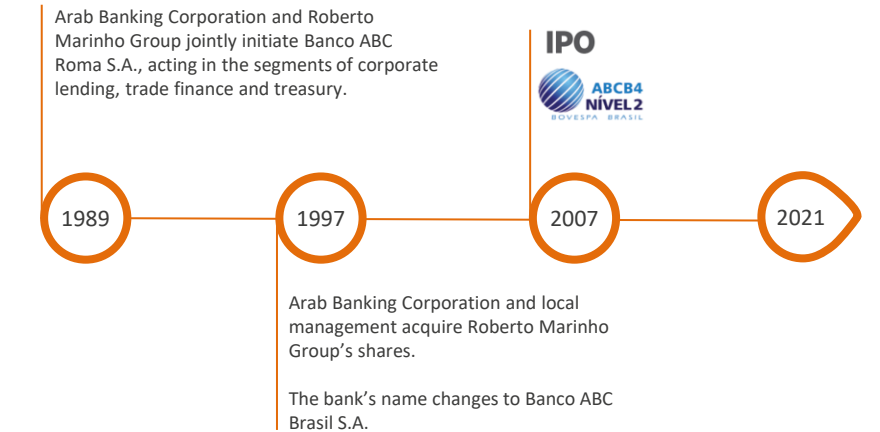 Arab Banking Corporation and Roberto
Marinho Group jointly initiate Banco ABC
Roma S.A., acting in the segments of corporate
lending, trade finance and treasury.
IPO
ABCB4
NÍVEL 2
BOVESPA BRASIL
1989
1997
2007
2021
Arab Banking Corporation and local
management acquire Roberto Marinho
Group's shares.
The bank's name changes to Banco ABC
Brasil S.A.